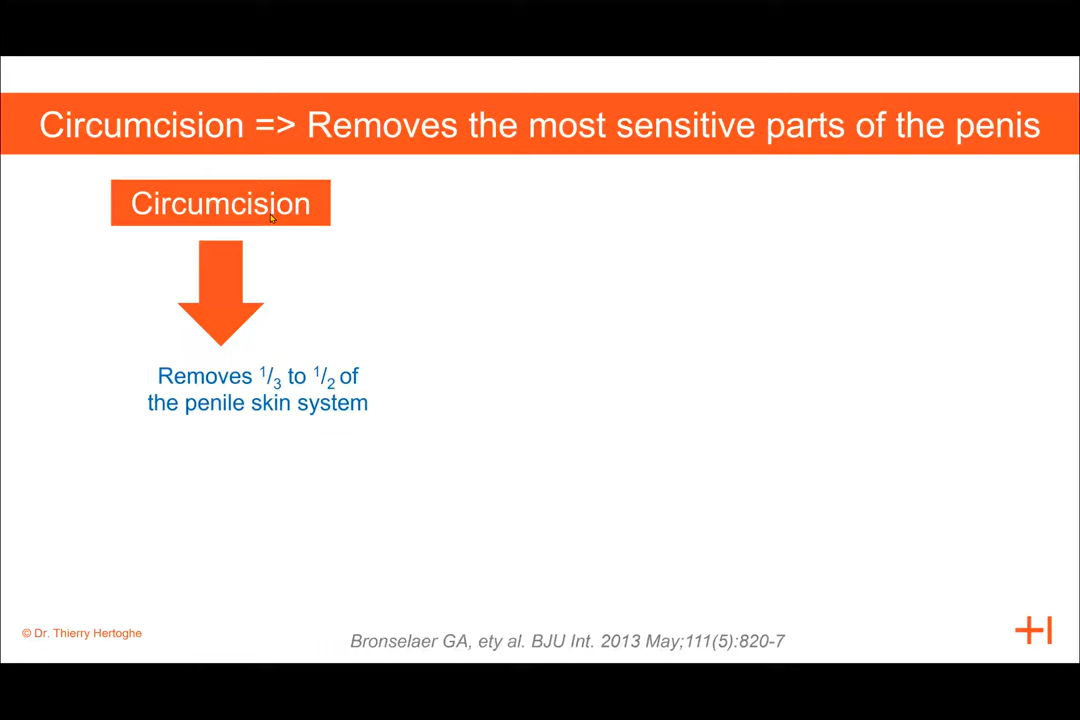 Circumcision => Removes the most sensitive parts of the penis
Circumcision
Removes 1/3 to 1/2 of
the penile skin system
© Dr. Thierry Hertoghe
Bronselaer GA, ety al. BJU Int. 2013 May;111(5):820-7